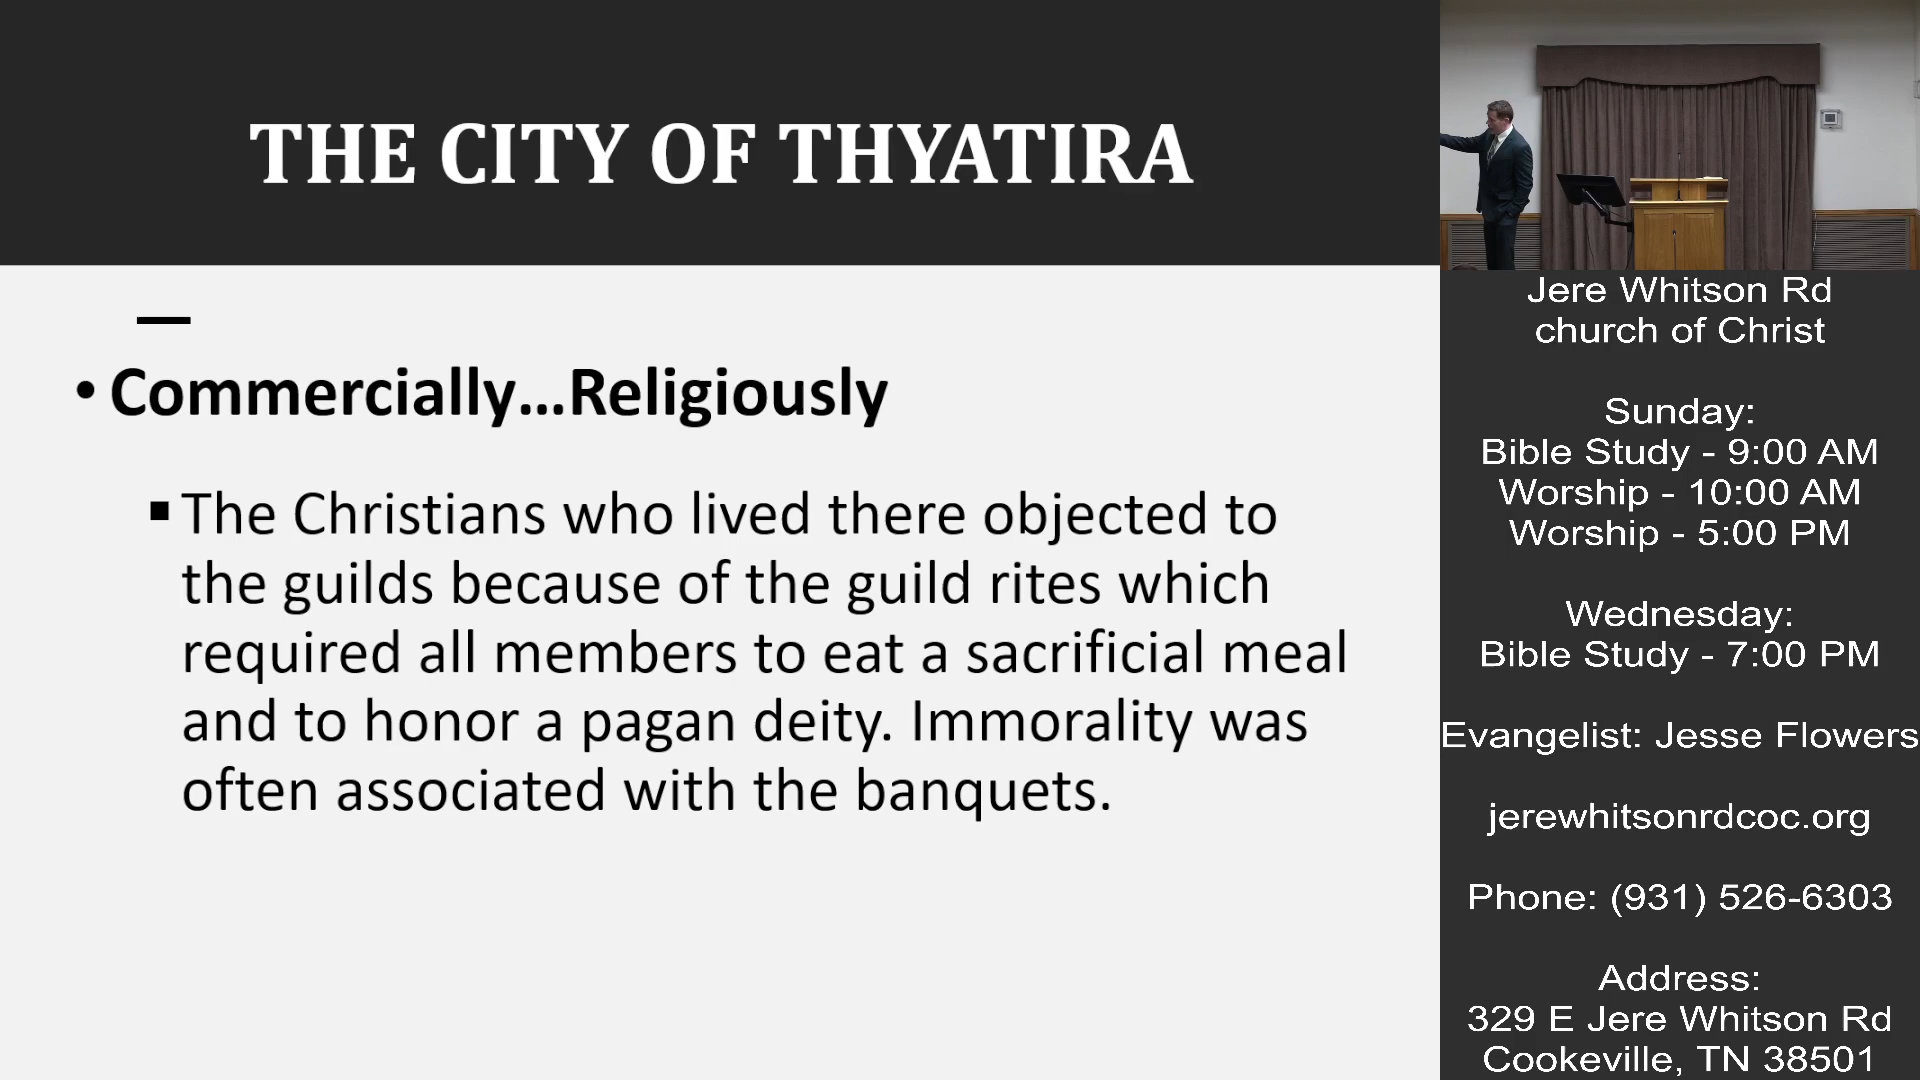 THE CITY OF THYATIRA
• Commercially...Religiously
▪ The Christians who lived there objected to
the guilds because of the guild rites which
required all members to eat a sacrificial meal
and to honor a pagan deity. Immorality was
often associated with the banquets.
Jere Whitson Rd
church of Christ
Sunday:
Bible Study - 9:00 AM
Worship - 10:00 AM
Worship - 5:00 PM
Wednesday:
Bible Study - 7:00 PM
Evangelist: Jesse Flowers
jerewhitsonrdcoc.org
Phone: (931) 526-6303
Address:
329 E Jere Whitson Rd
Cookeville, TN 38501